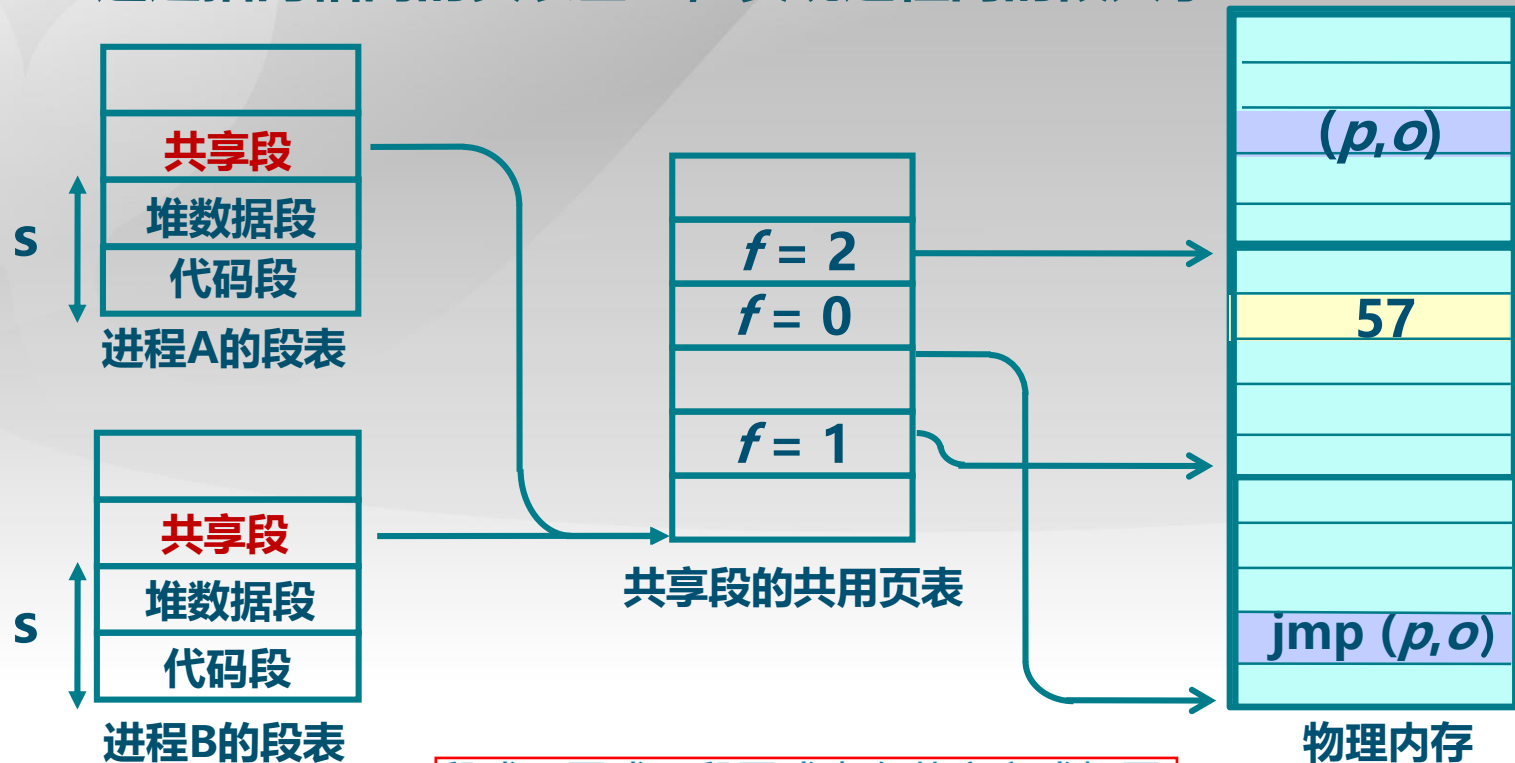 共享段
堆数据段
代码段
s
进程A的段表
共享段
堆数据段
代码段
s
进程B的段表
f = 2
f = 0
f = 1
共享段的共用页表
(p,o)
57
jmp (p,o)
物理内存